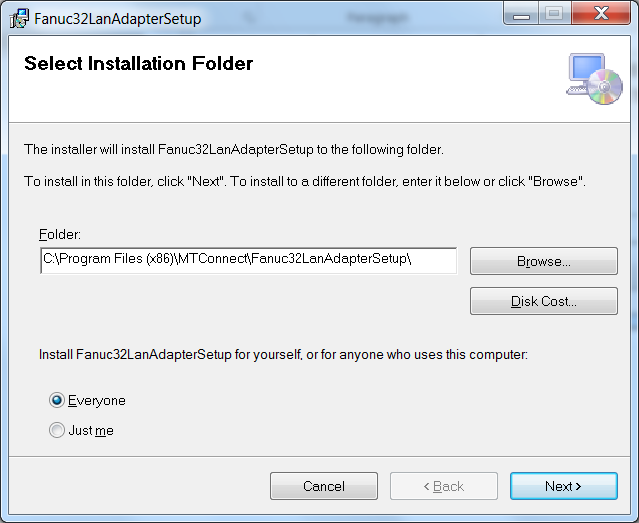 Fanuc32LanAdapterSetup
Select Installation Folder
The installer will install Fanuc32LanAdapterSetup to the following folder.
To install in this folder, click "Next". To install to a different folder, enter it below or click "Browse".
Folder:
C:\Program Files (x86)\MTConnect\Fanuc32LanAdapterSetup\
Browse...
Disk Cost...
Install Fanuc32LanAdapterSetup for yourself, or for anyone who uses this computer:
Everyone
Just me
Cancel
< Back
Next >